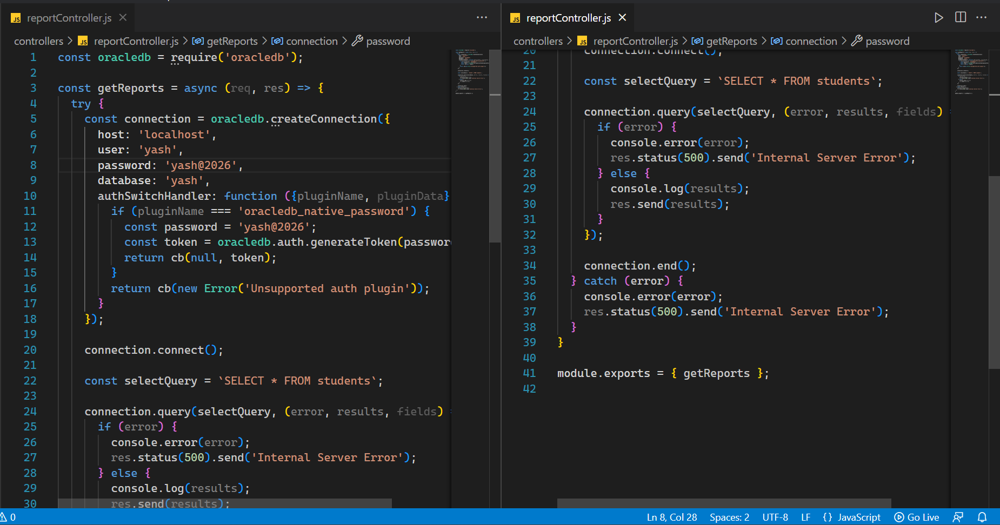 JS reportController.js ×
controllers > JS reportController.js > getReports > connection > password
1 const oracledb = require('oracledb');
2
3 const getReports = async (req, res) => {
4   try {
5     const connection = oracledb.createConnection({
6       host: 'localhost',
7       user: 'yash',
8       password: 'yash@2026',
9       database: 'yash',
10       authSwitchHandler: function ({pluginName, pluginData}
11         if (pluginName === 'oracledb_native_password') {
12           const password = 'yash@2026';
13           const token = oracledb.auth.generateToken(passwor
14           return cb(null, token);
15         }
16         return cb(new Error('Unsupported auth plugin'));
17       }
18     });
19
20     connection.connect();
21
22     const selectQuery = `SELECT * FROM students`;
23
24     connection.query(selectQuery, (error, results, fields)
25       if (error) {
26         console.error(error);
27         res.status(500).send('Internal Server Error');
28       } else {
29         console.log(results);
30         res.send(results);
JS reportController.js ×
controllers > JS reportController.js > getReports > connection > password
20     connection.connect();
21
22     const selectQuery = `SELECT * FROM students`;
23
24     connection.query(selectQuery, (error, results, fields)
25       if (error) {
26         console.error(error);
27         res.status(500).send('Internal Server Error');
28       } else {
29         console.log(results);
30         res.send(results);
31       }
32     });
33
34     connection.end();
35   } catch (error) {
36     console.error(error);
37     res.status(500).send('Internal Server Error');
38   }
39 }
40
41 module.exports = { getReports };
42
0 Ln 8, Col 28 Spaces: 2 UTF-8 LF {} JavaScript Go Live